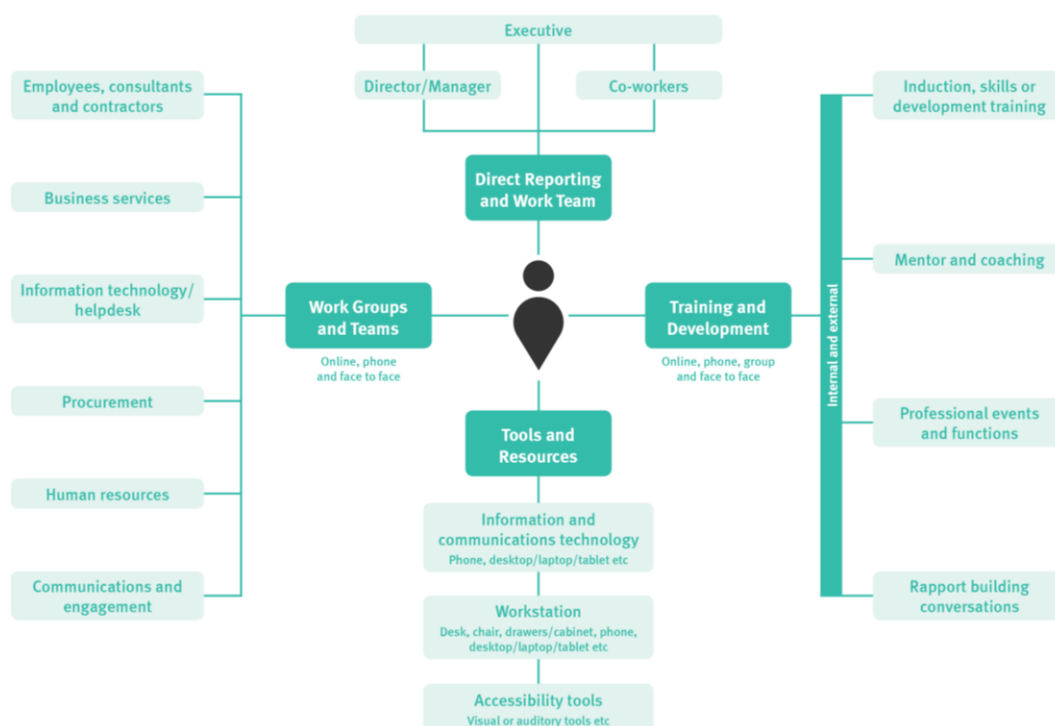 Executive
Director/Manager
Co-workers
Direct Reporting
and Work Team
Employees, consultants
and contractors
Business services
Information technology/
helpdesk
Procurement
Human resources
Communications and
engagement
Work Groups
and Teams
Online, phone
and face to face
Training and
Development
Online, phone, group
and face to face
Internal and external
Induction, skills or
development training
Mentor and coaching
Professional events
and functions
Rapport building
conversations
Tools and
Resources
Information and
communications technology
Phone, desktop/laptop/tablet etc
Workstation
Desk, chair, drawers/cabinet, phone,
desktop/laptop/tablet etc
Accessibility tools
Visual or auditory tools etc